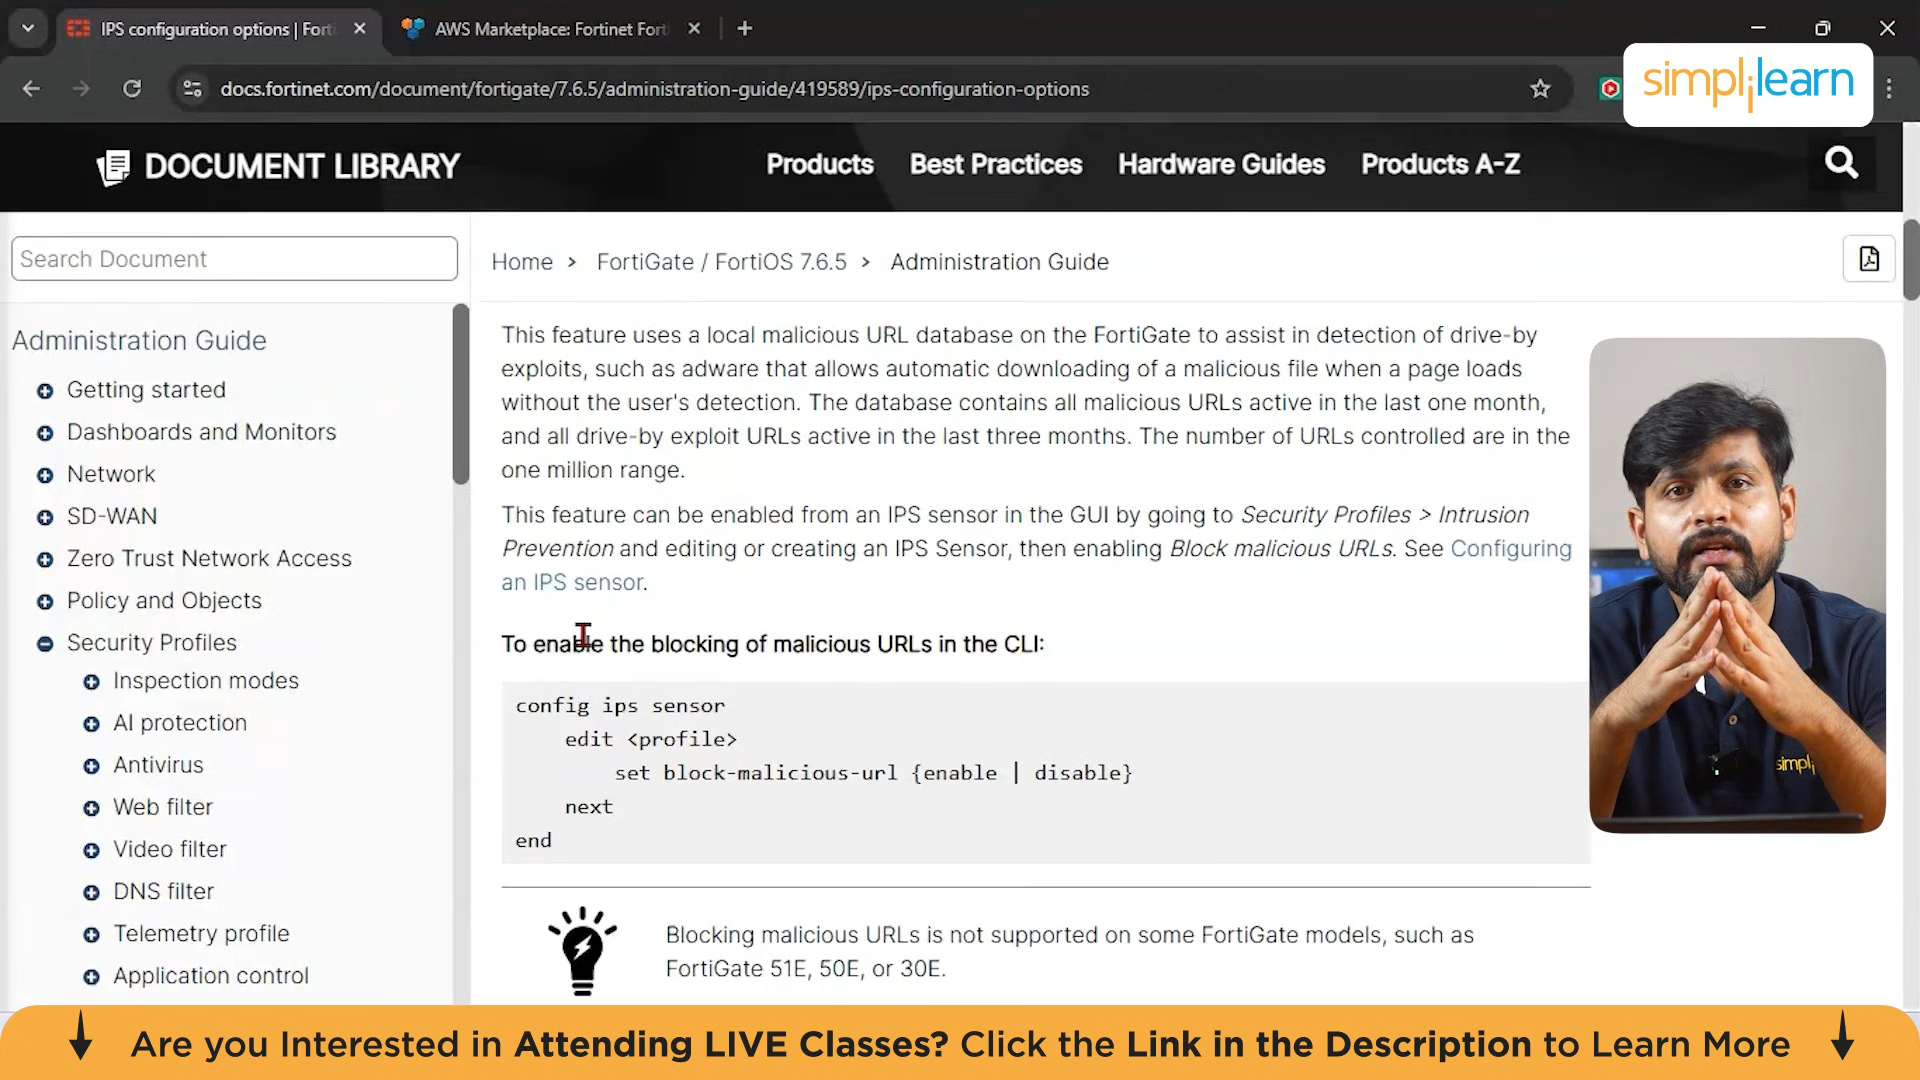 IPS configuration options | Forti
AWS Marketplace: Fortinet Forti
docs.fortinet.com/document/fortigate/7.6.5/administration-guide/419589/ips-configuration-options
simplilearn
DOCUMENT LIBRARY
Products
Best Practices
Hardware Guides
Products A-Z
Search Document
Home > FortiGate / FortiOS 7.6.5 > Administration Guide
Administration Guide
Getting started
Dashboards and Monitors
Network
SD-WAN
Zero Trust Network Access
Policy and Objects
Security Profiles
Inspection modes
AI protection
Antivirus
Web filter
Video filter
DNS filter
Telemetry profile
Application control
This feature uses a local malicious URL database on the FortiGate to assist in detection of drive-by
exploits, such as adware that allows automatic downloading of a malicious file when a page loads
without the user's detection. The database contains all malicious URLs active in the last one month,
and all drive-by exploit URLs active in the last three months. The number of URLs controlled are in the
one million range.
This feature can be enabled from an IPS sensor in the GUI by going to Security Profiles > Intrusion
Prevention and editing or creating an IPS Sensor, then enabling Block malicious URLs. See Configuring
an IPS sensor.
To enable the blocking of malicious URLs in the CLI:
config ips sensor
edit <profile>
set block-malicious-url {enable | disable}
next
end
Blocking malicious URLs is not supported on some FortiGate models, such as
FortiGate 51E, 50E, or 30E.
simpli
Are you Interested in Attending LIVE Classes? Click the Link in the Description to Learn More